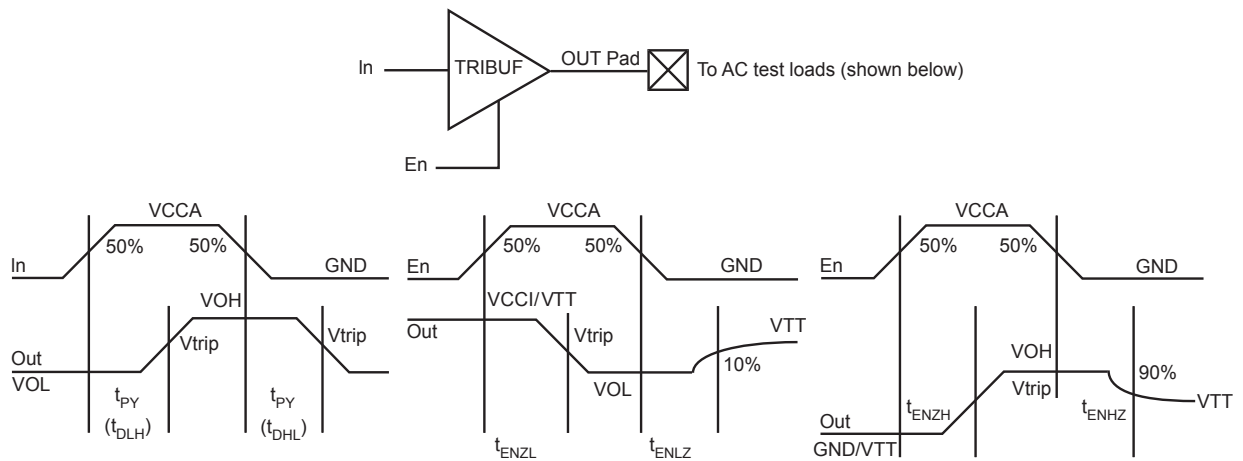 In
TRIBUF
OUT Pad
To AC test loads (shown below)
En
In
50%
VCCA
50%
GND
Out
VOL
Vtrip
VOH
Vtrip
tPY
(tDLH)
tPY
(tDHL)
En
50%
VCCA
50%
GND
VCCI/VTT
Out
Vtrip
VOL
VTT
10%
tENZL
tENLZ
En
50%
VCCA
50%
GND
Out
GND/VTT
tENZH
VOH
Vtrip
tENHZ
90%
VTT